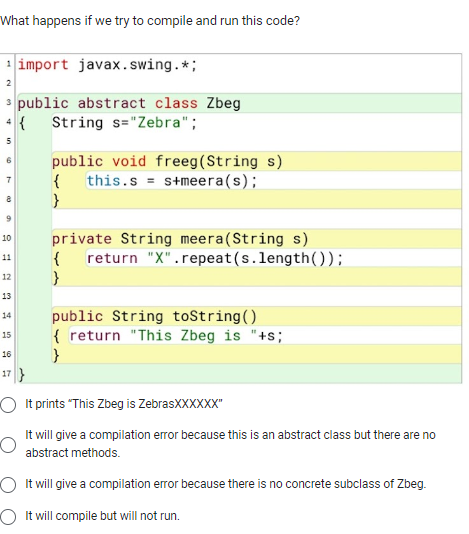 What happens if we try to compile and run this code?
1 import javax.swing.*;
2
3 public abstract class Zbeg
4 { String s="Zebra";
5
6 public void freeg(String s)
7 { this.s = s+meera(s);
8 }
9
10 private String meera(String s)
11 { return "X".repeat(s.length());
12 }
13
14 public String toString()
15 { return "This Zbeg is "+s;
16 }
17 }
It prints "This Zbeg is ZebrasXXXXXX"
It will give a compilation error because this is an abstract class but there are no
abstract methods.
It will give a compilation error because there is no concrete subclass of Zbeg.
It will compile but will not run.